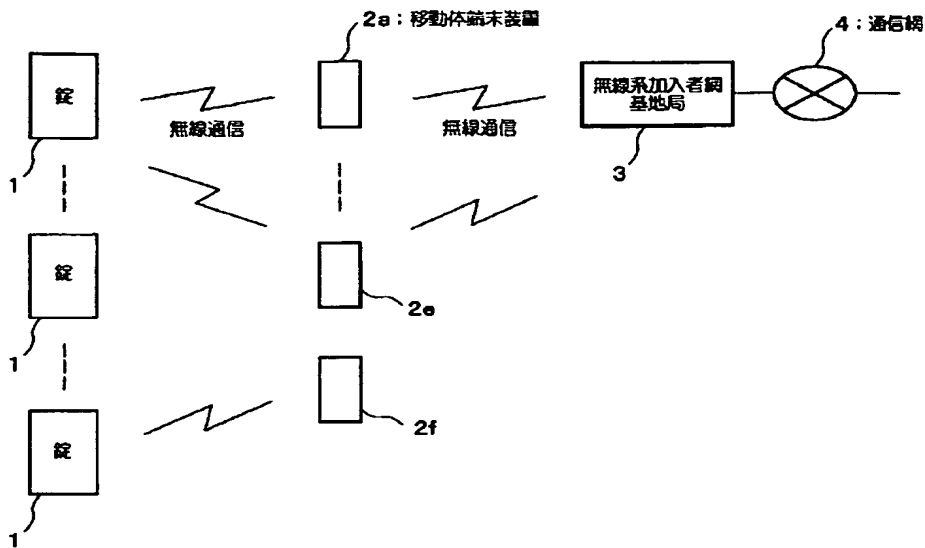 2a：移動体端末装置
4：通信網
錠
無線通信
無線通信
無線系加入者網
基地局
1
3
錠
2e
1
2f
錠
1